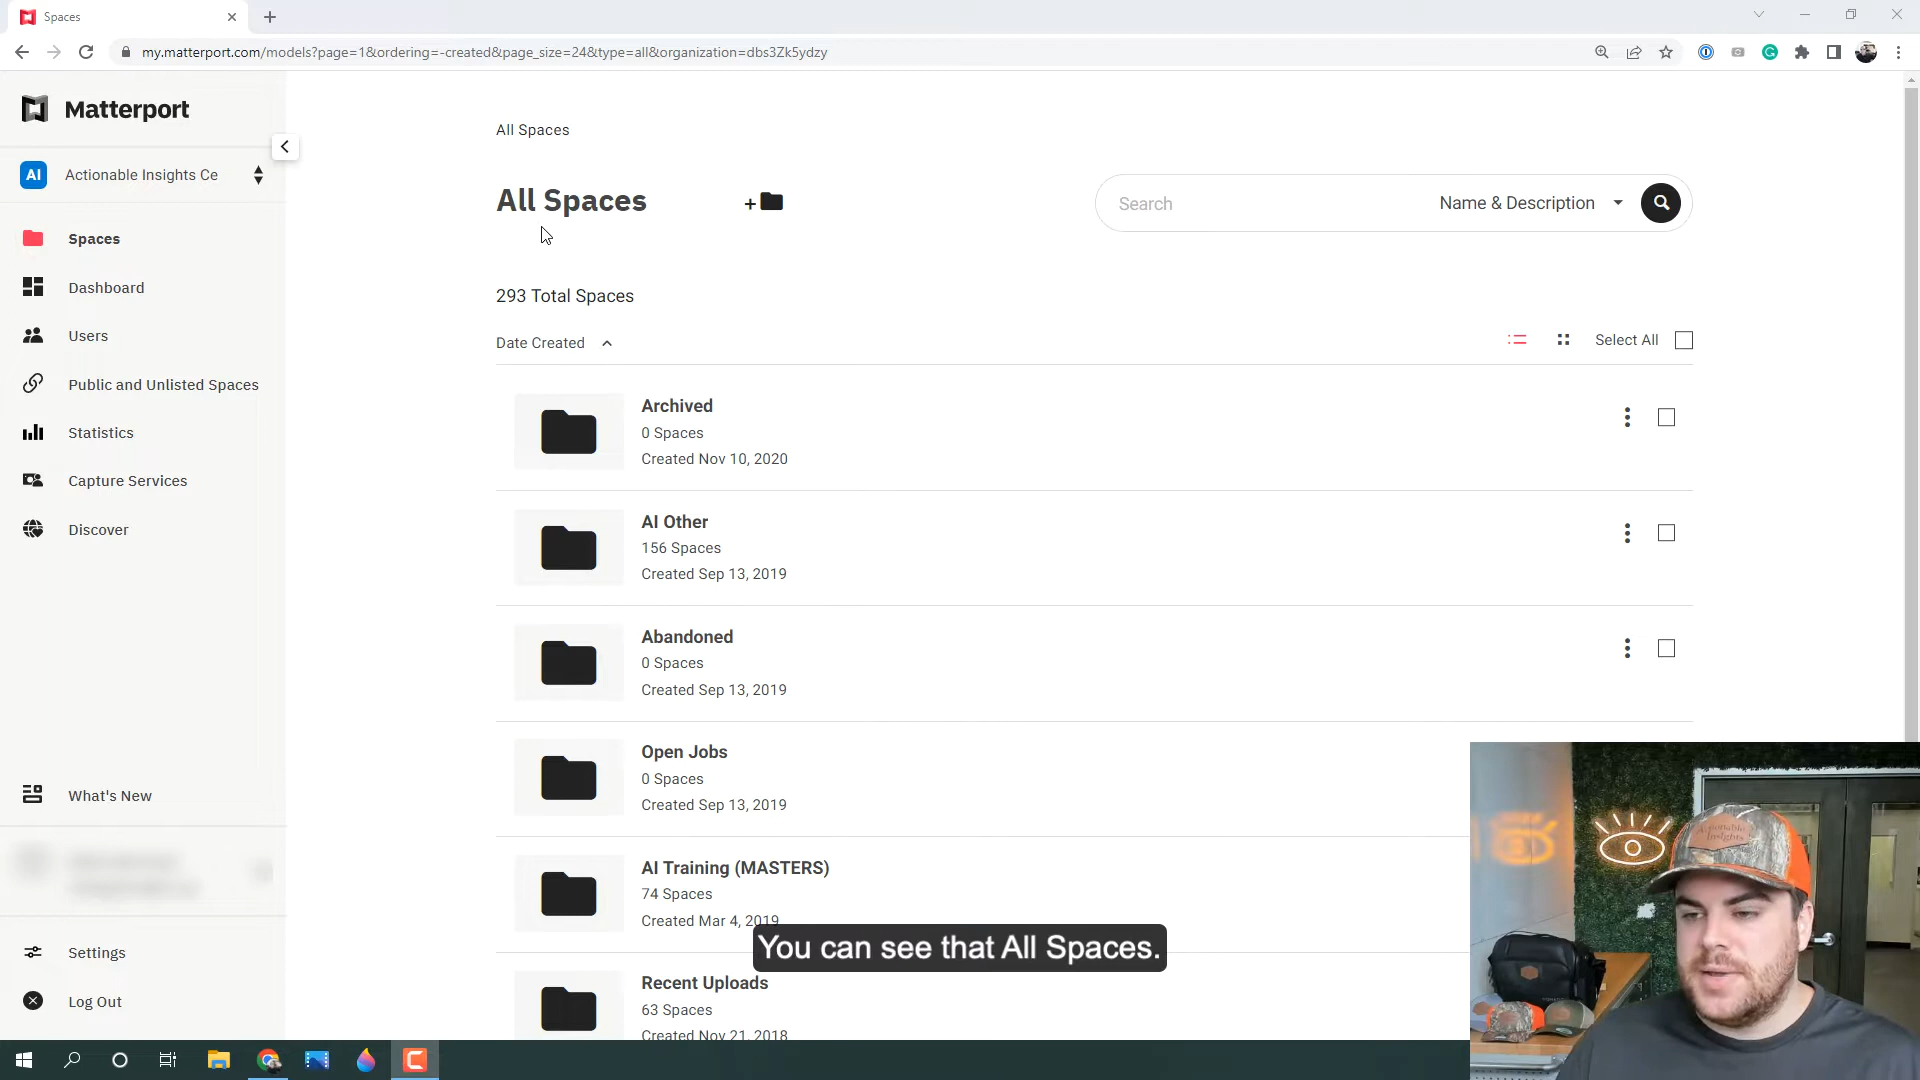 Spaces
my.matterport.com/models?page=1&ordering=-created&page_size=24&type=all&organization=dbs3Zk5ydzy
Matterport
AI Actionable Insights Ce
Spaces
Dashboard
Users
Public and Unlisted Spaces
Statistics
Capture Services
Discover
What's New
Settings
Log Out
All Spaces
All Spaces
+
Search
Name & Description
293 Total Spaces
Date Created
Select All
Archived
0 Spaces
Created Nov 10, 2020
AI Other
156 Spaces
Created Sep 13, 2019
Abandoned
0 Spaces
Created Sep 13, 2019
Open Jobs
0 Spaces
Created Sep 13, 2019
AI Training (MASTERS)
74 Spaces
Created Mar 4, 2019
Recent Uploads
63 Spaces
Created Nov 21, 2018
You can see that All Spaces.
Actionable
Insights